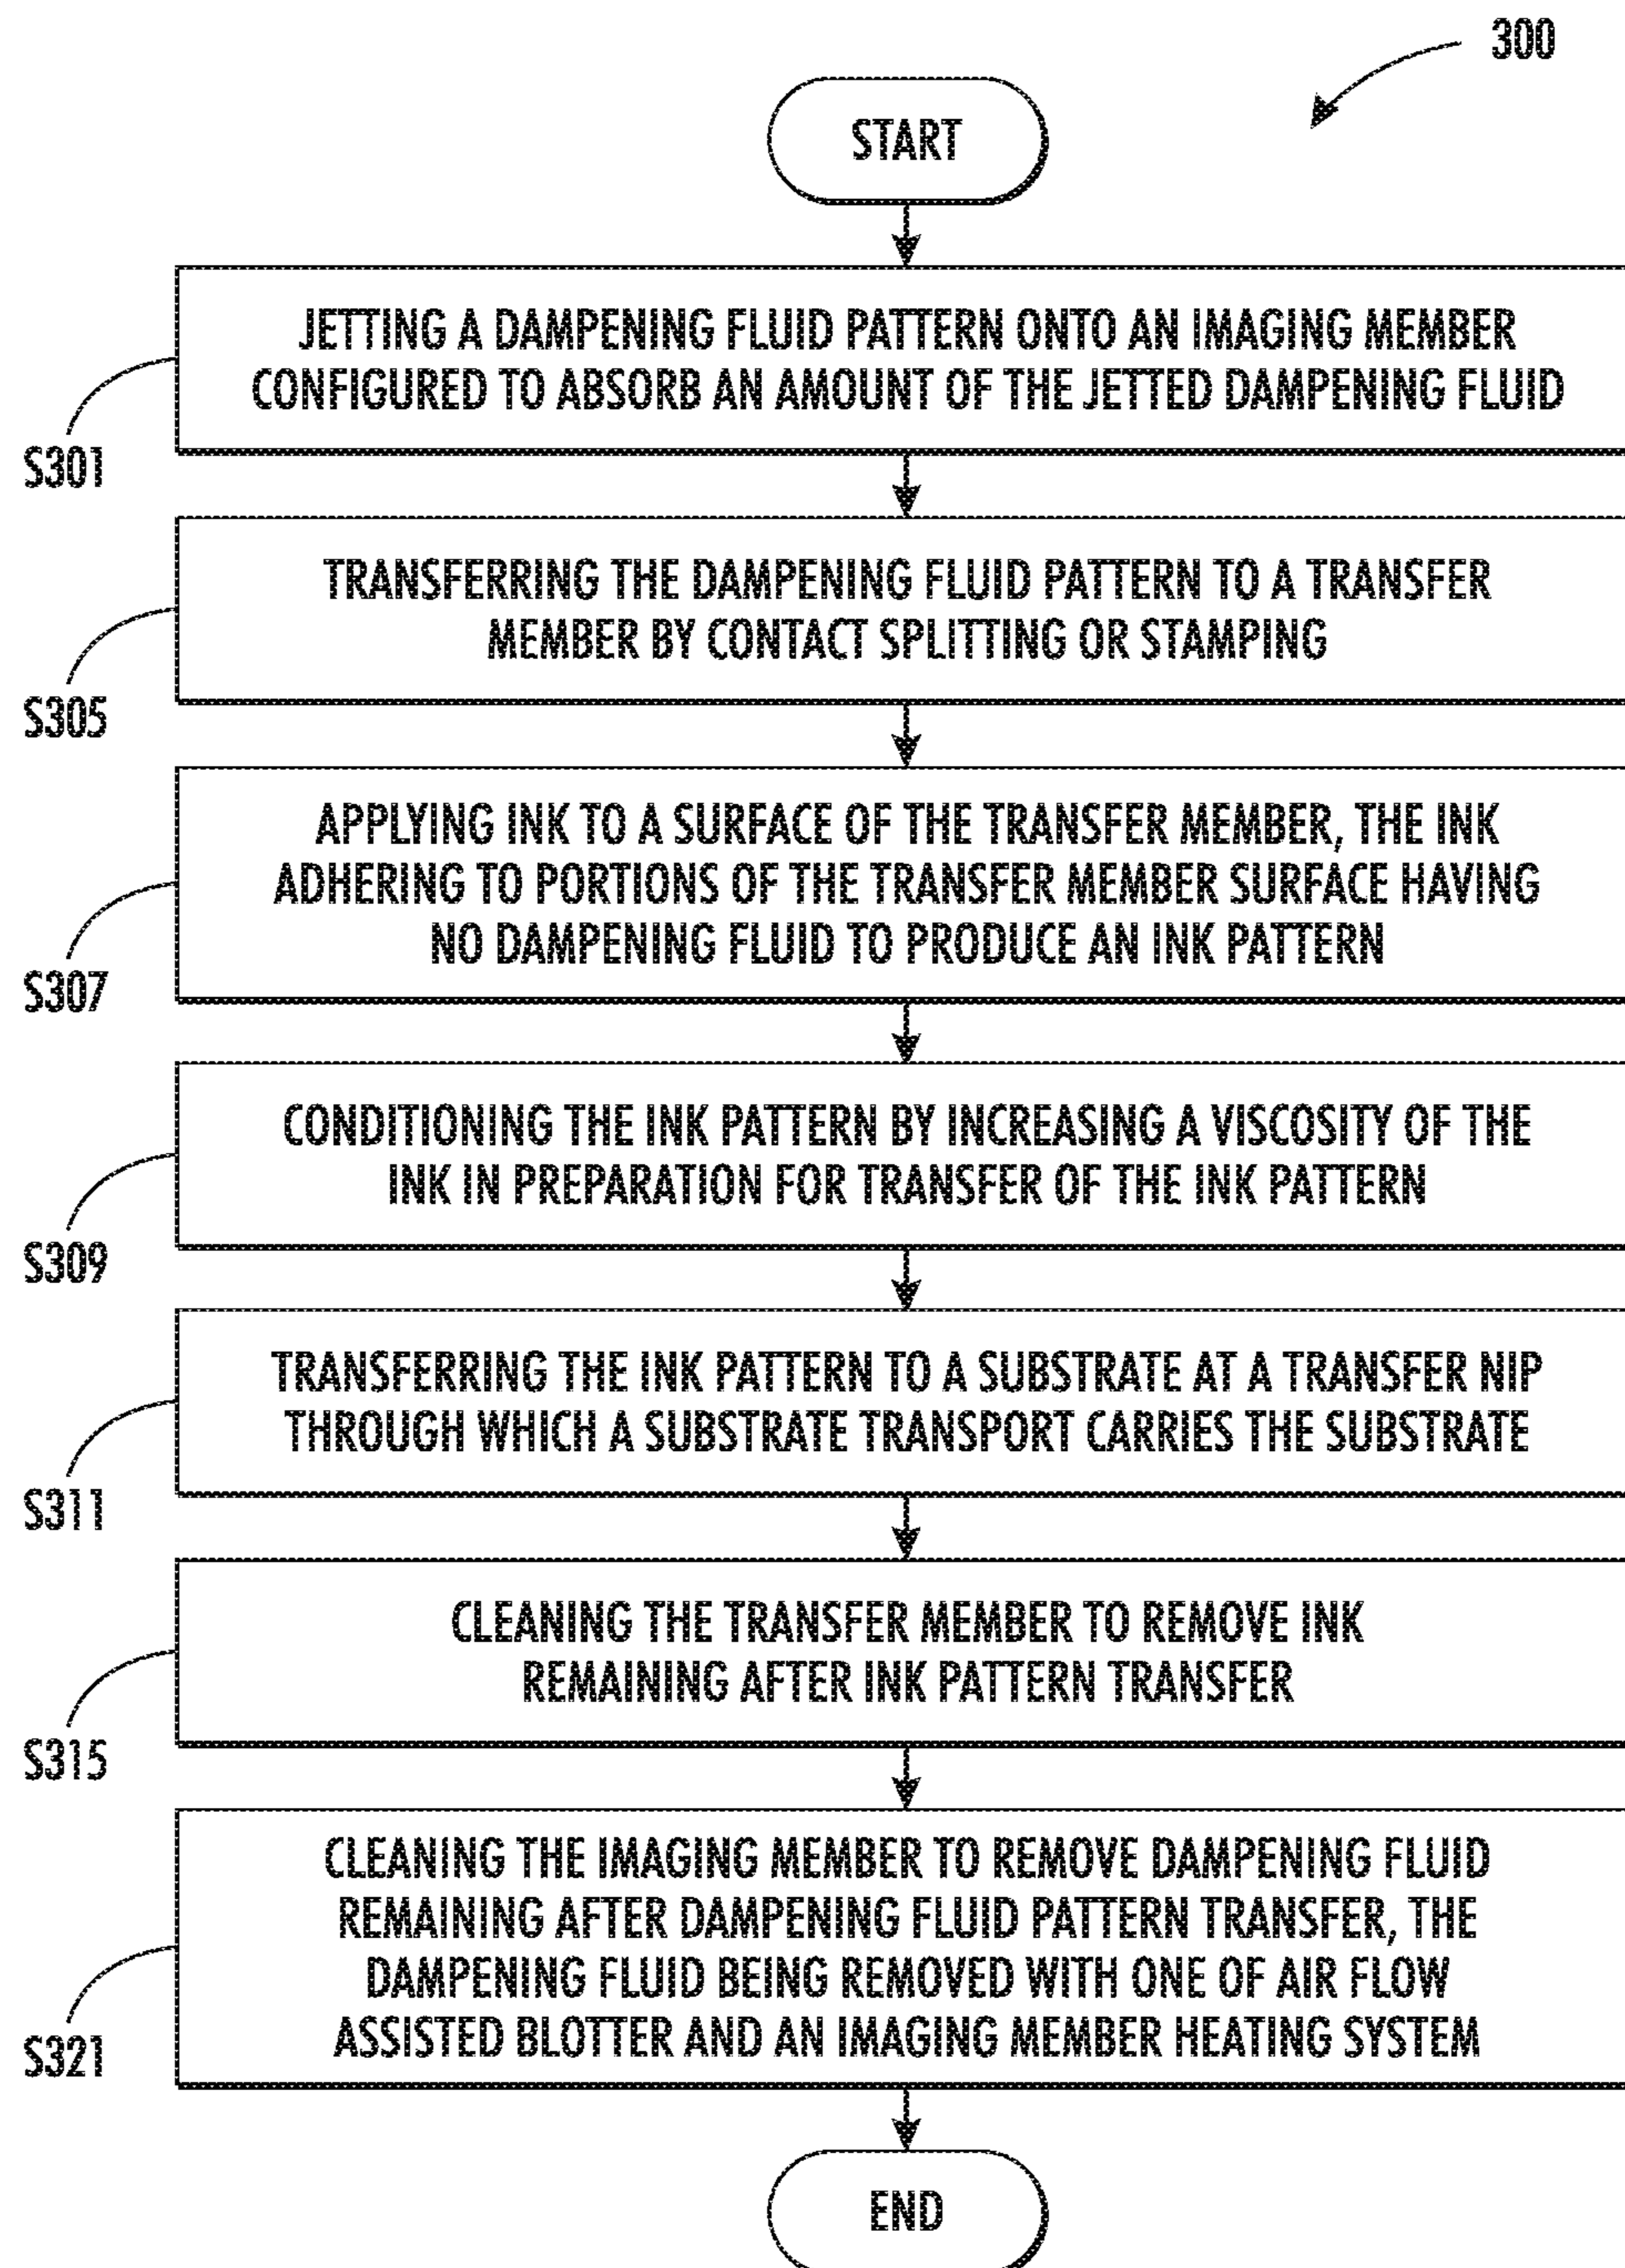 300
START
JETTING A DAMPENING FLUID PATTERN ONTO AN IMAGING MEMBER
CONFIGURED TO ABSORB AN AMOUNT OF THE JETTED DAMPENING FLUID
S301
TRANSFERRING THE DAMPENING FLUID PATTERN TO A TRANSFER
MEMBER BY CONTACT SPLITTING OR STAMPING
S305
APPLYING INK TO A SURFACE OF THE TRANSFER MEMBER, THE INK
ADHERING TO PORTIONS OF THE TRANSFER MEMBER SURFACE HAVING
NO DAMPENING FLUID TO PRODUCE AN INK PATTERN
S307
CONDITIONING THE INK PATTERN BY INCREASING A VISCOSITY OF THE
INK IN PREPARATION FOR TRANSFER OF THE INK PATTERN
S309
TRANSFERRING THE INK PATTERN TO A SUBSTRATE AT A TRANSFER NIP
THROUGH WHICH A SUBSTRATE TRANSPORT CARRIES THE SUBSTRATE
S311
CLEANING THE TRANSFER MEMBER TO REMOVE INK
REMAINING AFTER INK PATTERN TRANSFER
S315
CLEANING THE IMAGING MEMBER TO REMOVE DAMPENING FLUID
REMAINING AFTER DAMPENING FLUID PATTERN TRANSFER, THE
DAMPENING FLUID BEING REMOVED WITH ONE OF AIR FLOW
ASSISTED BLOTTER AND AN IMAGING MEMBER HEATING SYSTEM
S321
END